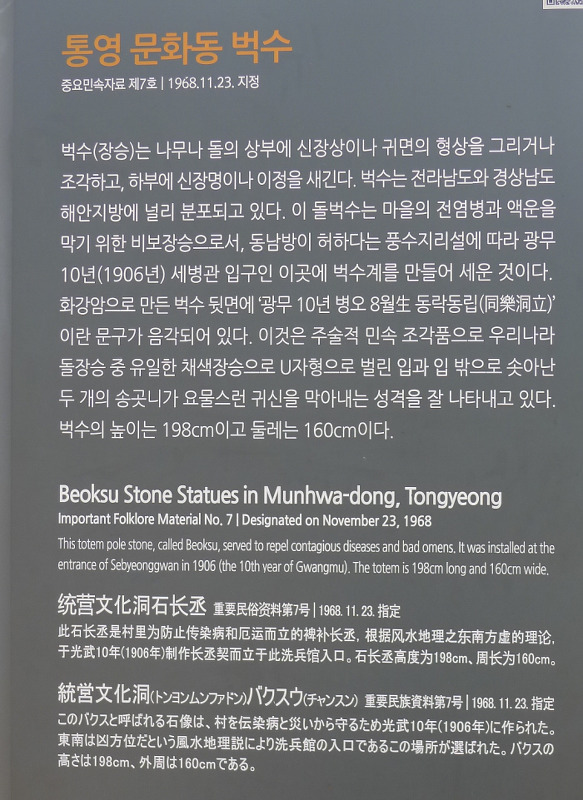 통영 문화동 벅수
중요민속자료 제7호 | 1968.11.23. 지정
벅수(장승)는 나무나 돌의 상부에 신장상이나 귀면의 형상을 그리거나
조각하고, 하부에 신장명이나 이정을 새긴다. 벅수는 전라남도와 경상남도
해안지방에 널리 분포되고 있다. 이 돌벅수는 마을의 전염병과 액운을
막기 위한 비보장승으로서, 동남방이 허하다는 풍수지리설에 따라 광무
10년(1906년) 세병관 입구인 이곳에 벅수계를 만들어 세운 것이다.
화강암으로 만든 벅수 뒷면에 ‘광무 10년 병오 8월生 동락동립(同樂洞立)’
이란 문구가 음각되어 있다. 이것은 주술적 민속 조각품으로 우리나라
돌장승 중 유일한 채색장승으로 U자형으로 벌린 입과 입 밖으로 솟아난
두 개의 송곳니가 요물스런 귀신을 막아내는 성격을 잘 나타내고 있다.
벅수의 높이는 198cm이고 둘레는 160cm이다.
Beoksu Stone Statues in Munhwa-dong, Tongyeong
Important Folklore Material No. 7 | Designated on November 23, 1968
This totem pole stone, called Beoksu, served to repel contagious diseases and bad omens. It was installed at the
entrance of Sebyeonggwan in 1906 (the 10th year of Gwangmu). The totem is 198cm long and 160cm wide.
统营文化洞石长丞 重要民俗资料第7号 | 1968. 11. 23. 指定
此石长丞是村里为防止传染病和厄运而立的裨补长丞, 根据风水地理之东南方虚的理论,
于光武10年(1906年)制作长丞契而立于此洗兵馆入口。石长丞高度为198cm、周长为160cm。
統営文化洞(トンヨンムンファドン)バクスウ(チャンスン) 重要民族資料第7号 | 1968. 11. 23. 指定
このバクスと呼ばれる石像は、村を伝染病と災いから守るため光武10年(1906年)に作られた。
東南は凶方位だという風水地理説により洗兵館の入口であるこの場所が選ばれた。バクスの
高さは198cm、外周は160cmである。